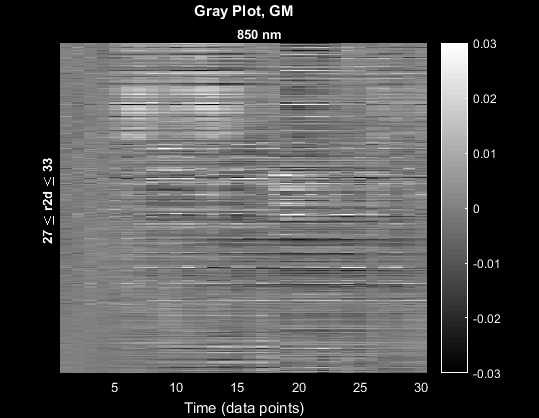 Gray Plot, GM
850 nm
27 ≤ r2d ≤ 33
0.03
0.02
0.01
0
-0.01
-0.02
-0.03
5 10 15 20 25 30
Time (data points)